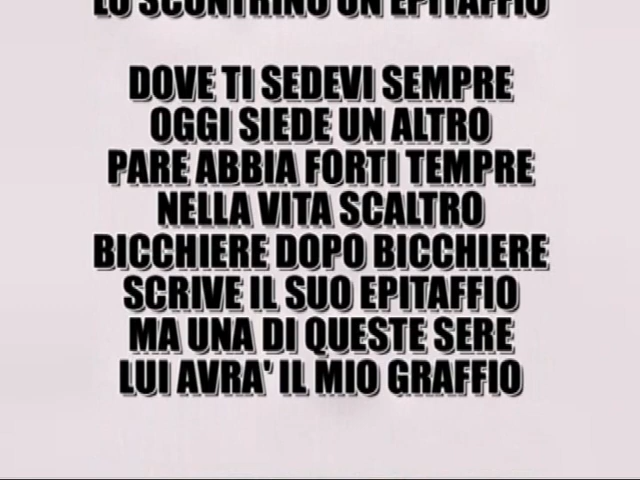 LO SCONTRINO UN EPITAFFIO
DOVE TI SEDEVI SEMPRE
OGGI SIEDE UN ALTRO
PARE ABBIA FORTI TEMPRE
NELLA VITA SCALTRO
BICCHIERE DOPO BICCHIERE
SCRIVE IL SUO EPITAFFIO
MA UNA DI QUESTE SERE
LUI AVRA' IL MIO GRAFFIO